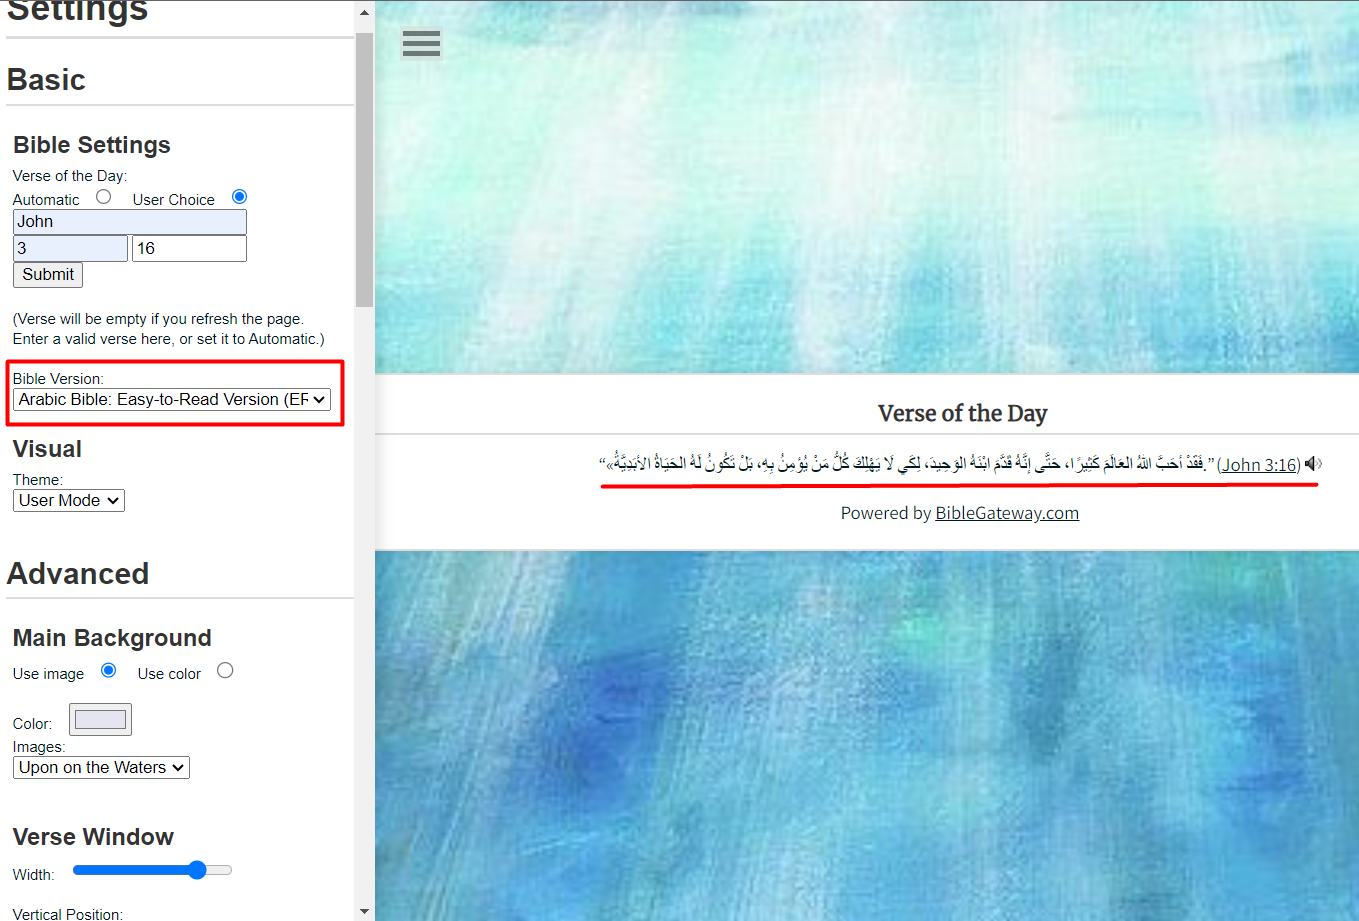 Settings
Basic
Bible Settings
Verse of the Day:
Automatic User Choice
John
3 16
Submit
(Verse will be empty if you refresh the page.
Enter a valid verse here, or set it to Automatic.)
Bible Version:
Arabic Bible: Easy-to-Read Version (ER
Visual
Theme:
User Mode
Advanced
Main Background
Use image Use color
Color:
Images:
Upon on the Waters
Verse Window
Width:
Vertical Position:
Verse of the Day
“«فَقَدْ أحَبَّ اللهُ العَالَمَ كَثِيرًا، حَتَّى إنَّهُ قَدَّمَ ابْنَهُ الوَحِيدَ، لِكَي لَا يَهْلِكَ كُلُّ مَنْ يُؤمِنُ بِهِ، بَلْ تَكُونُ لَهُ الحَيَاةُ الأبَدِيَّةُ.” (John 3:16)
Powered by BibleGateway.com